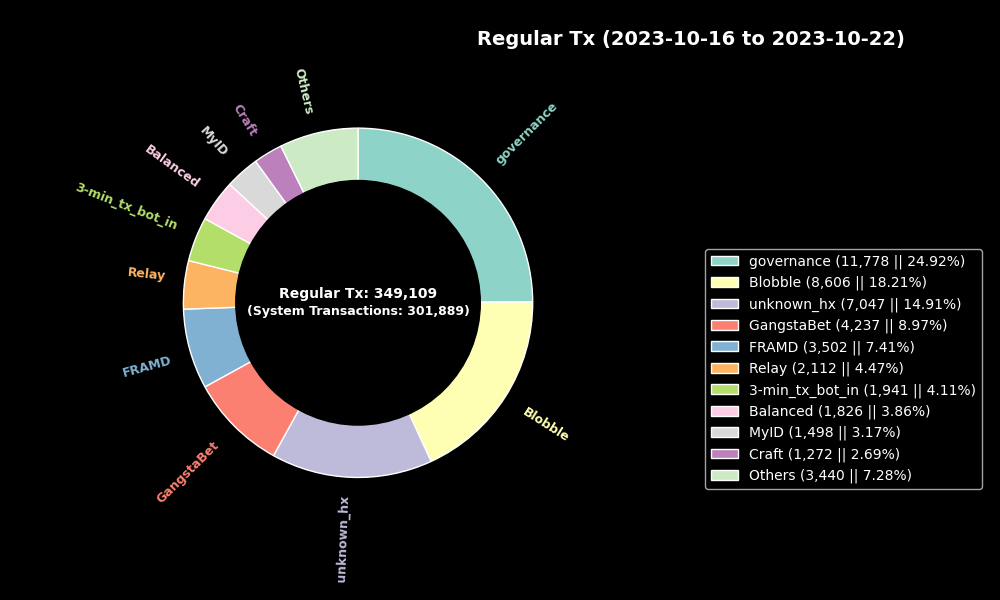 Regular Tx (2023-10-16 to 2023-10-22)
Others
governance
Craft
MyID
Balanced
3-min_tx_bot_in
Relay
FRAMD
GangstaBet
unknown_hx
Blobble
Regular Tx: 349,109
(System Transactions: 301,889)
governance (11,778 || 24.92%)
Blobble (8,606 || 18.21%)
unknown_hx (7,047 || 14.91%)
GangstaBet (4,237 || 8.97%)
FRAMD (3,502 || 7.41%)
Relay (2,112 || 4.47%)
3-min_tx_bot_in (1,941 || 4.11%)
Balanced (1,826 || 3.86%)
MyID (1,498 || 3.17%)
Craft (1,272 || 2.69%)
Others (3,440 || 7.28%)